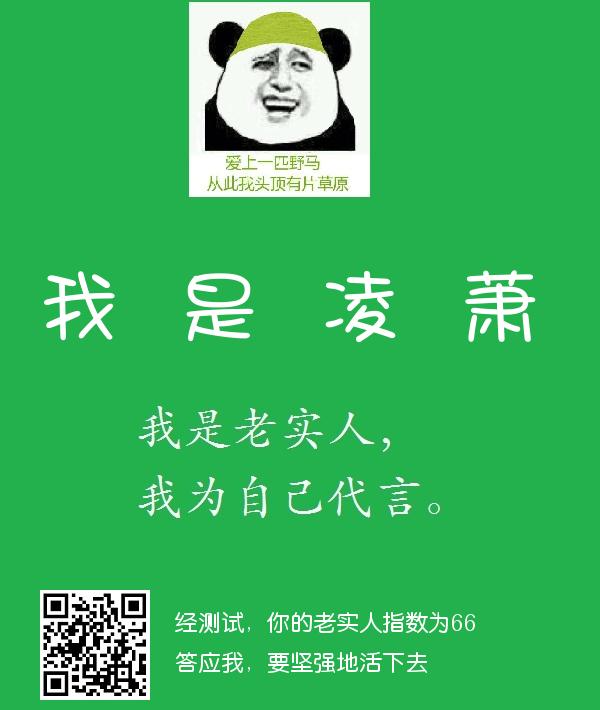 爱上一匹野马
从此我头顶有片草原
我是凌萧
我是老实人，
我为自己代言。
经测试，你的老实人指数为66
答应我，要坚强地活下去